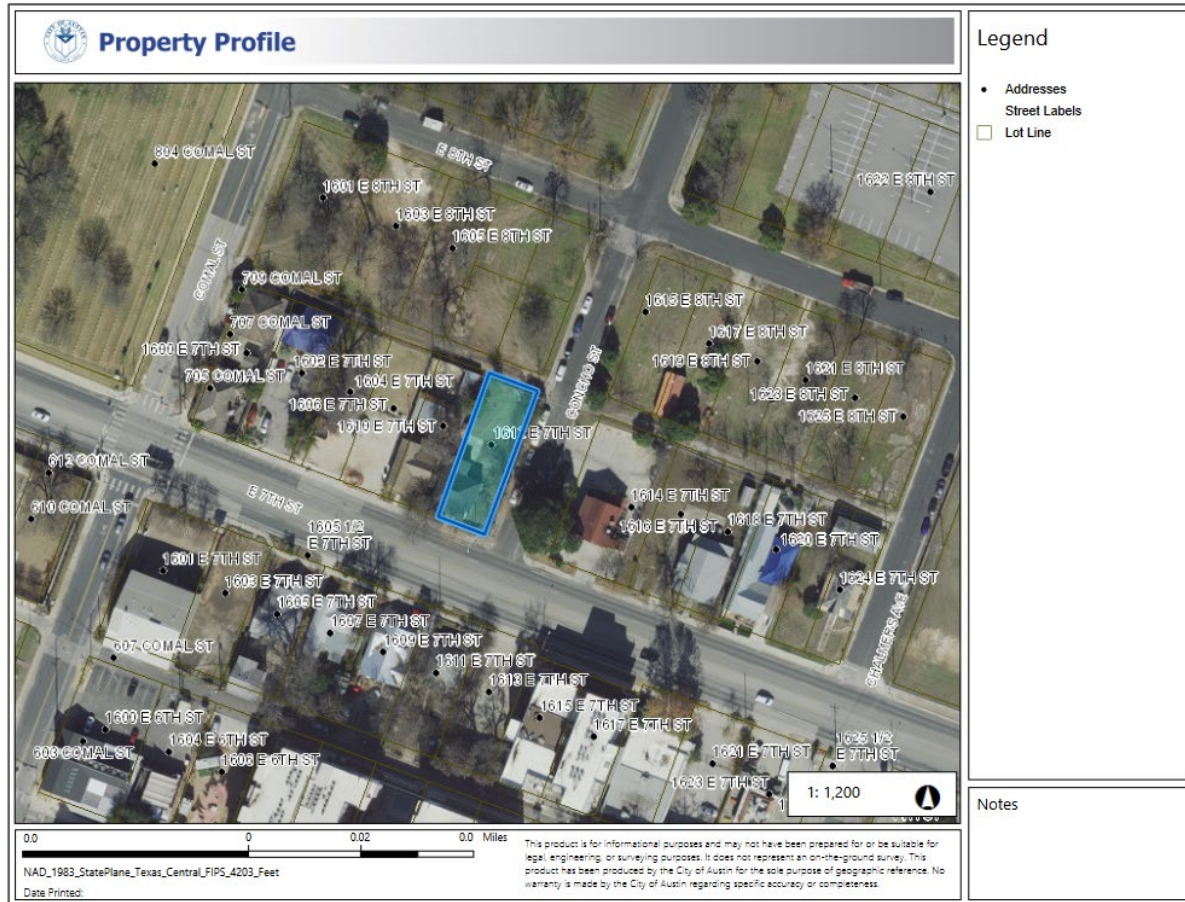 Property Profile
Legend
Addresses
Street Labels
Lot Line
804 COMAL ST
E 8TH ST
1622 E 8TH ST
1601 E 8TH ST
1603 E 8TH ST
1605 E 8TH ST
COMAL ST
709 COMAL ST
1615 E 8TH ST
707 COMAL ST
1600 E 7TH ST
1617 E 8TH ST
1602 E 7TH ST
CONCHO ST
1619 E 8TH ST
705 COMAL ST
1604 E 7TH ST
1621 E 8TH ST
1606 E 7TH ST
1623 E 8TH ST
1610 E 7TH ST
1625 E 8TH ST
1612 E 7TH ST
612 COMAL ST
610 COMAL ST
E 7TH ST
1614 E 7TH ST
1616 E 7TH ST
1618 E 7TH ST
1605 1/2
E 7TH ST
1620 E 7TH ST
1601 E 7TH ST
1624 E 7TH ST
1603 E 7TH ST
1605 E 7TH ST
1607 E 7TH ST
1609 E 7TH ST
607 COMAL ST
1611 E 7TH ST
CHALMERS AVE
1613 E 7TH ST
1615 E 7TH ST
1600 E 6TH ST
1617 E 7TH ST
603 COMAL ST
1604 E 6TH ST
1625 1/2
E 7TH ST
1606 E 6TH ST
1621 E 7TH ST
1623 E 7TH ST
1: 1,200
Notes
0.0 0 0.02 0.0 Miles
NAD_1983_StatePlane_Texas_Central_FIPS_4203_Feet
Date Printed:
This product is for informational purposes and may not have been prepared for or be suitable for
legal, engineering, or surveying purposes. It does not represent an on-the-ground survey. This
product has been produced by the City of Austin for the sole purpose of geographic reference. No
warranty is made by the City of Austin regarding specific accuracy or completeness.